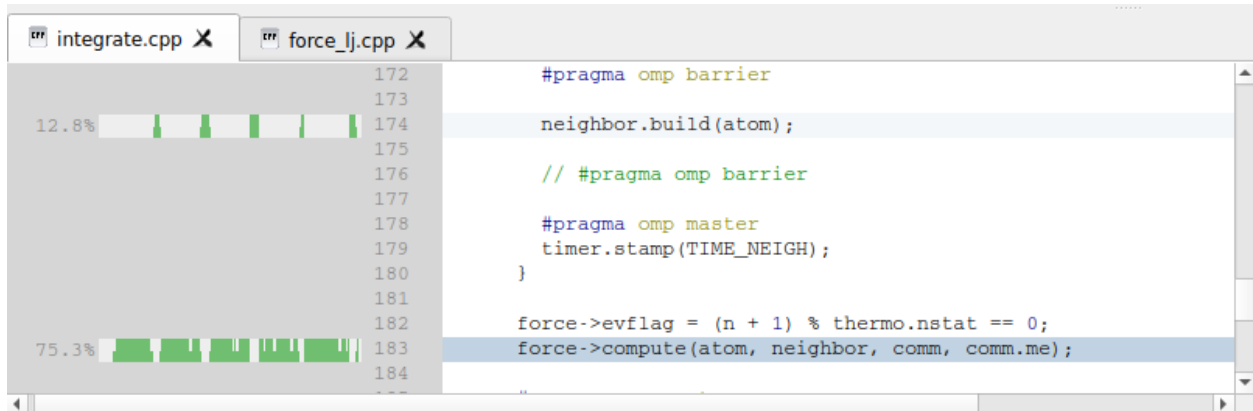 integrate.cpp force_lj.cpp
172 #pragma omp barrier
173
12.8% 174 neighbor.build(atom);
175
176 // #pragma omp barrier
177
178 #pragma omp master
179 timer.stamp(TIME_NEIGH);
180 }
181
182 force->evflag = (n + 1) % thermo.nstat == 0;
75.3% 183 force->compute(atom, neighbor, comm, comm.me);
184